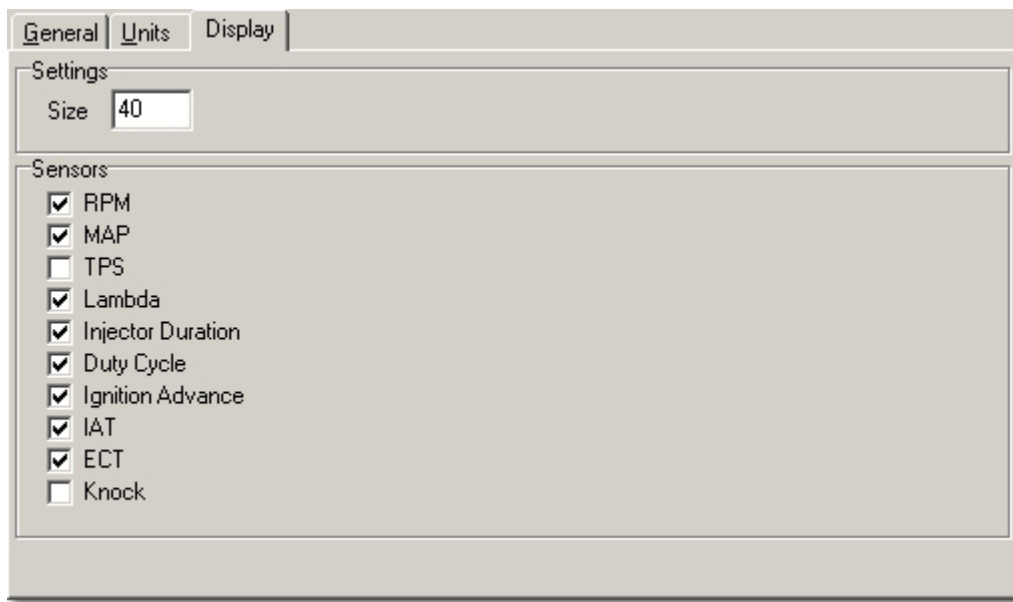 General Units Display
Settings
Size 40
Sensors
RPM
MAP
TPS
Lambda
Injector Duration
Duty Cycle
Ignition Advance
IAT
ECT
Knock